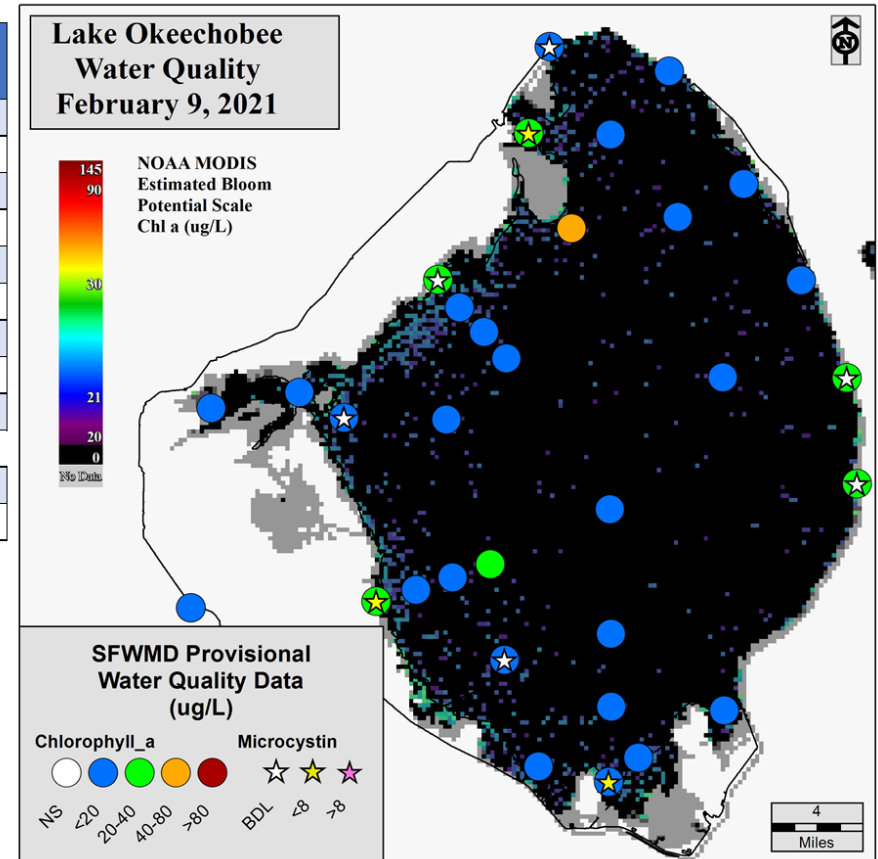 Lake Okeechobee
Water Quality
February 9, 2021
N
NOAA MODIS
Estimated Bloom
Potential Scale
Chl a (ug/L)
145
90
30
21
20
0
No Data
SFWMD Provisional
Water Quality Data
(ug/L)
Chlorophyll_a Microcystin
NS <20 20-40 40-80 >80 BDL <8 >8
4
Miles